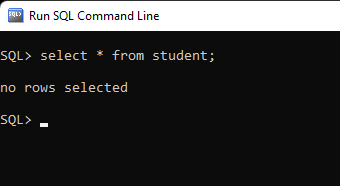 Run SQL Command Line
SQL> select * from student;
no rows selected
SQL>